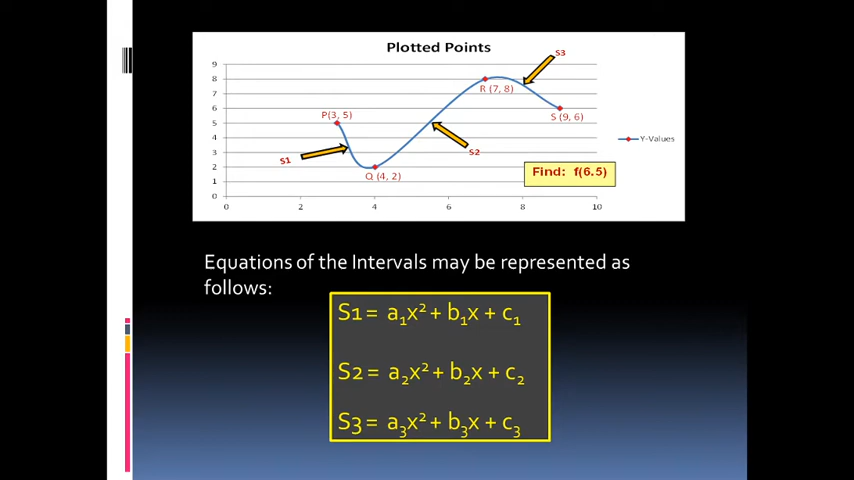 Plotted Points
9
8
7
6
5
4
3
2
1
0
0 2 4 6 8 10
P(3, 5)
Q (4, 2)
R (7, 8)
S (9, 6)
S1
S2
S3
Y-Values
Find: f(6.5)
Equations of the Intervals may be represented as
follows:
S1 = a₁x² + b₁x + c₁
S2 = a₂x² + b₂x + c₂
S3 = a₃x² + b₃x + c₃